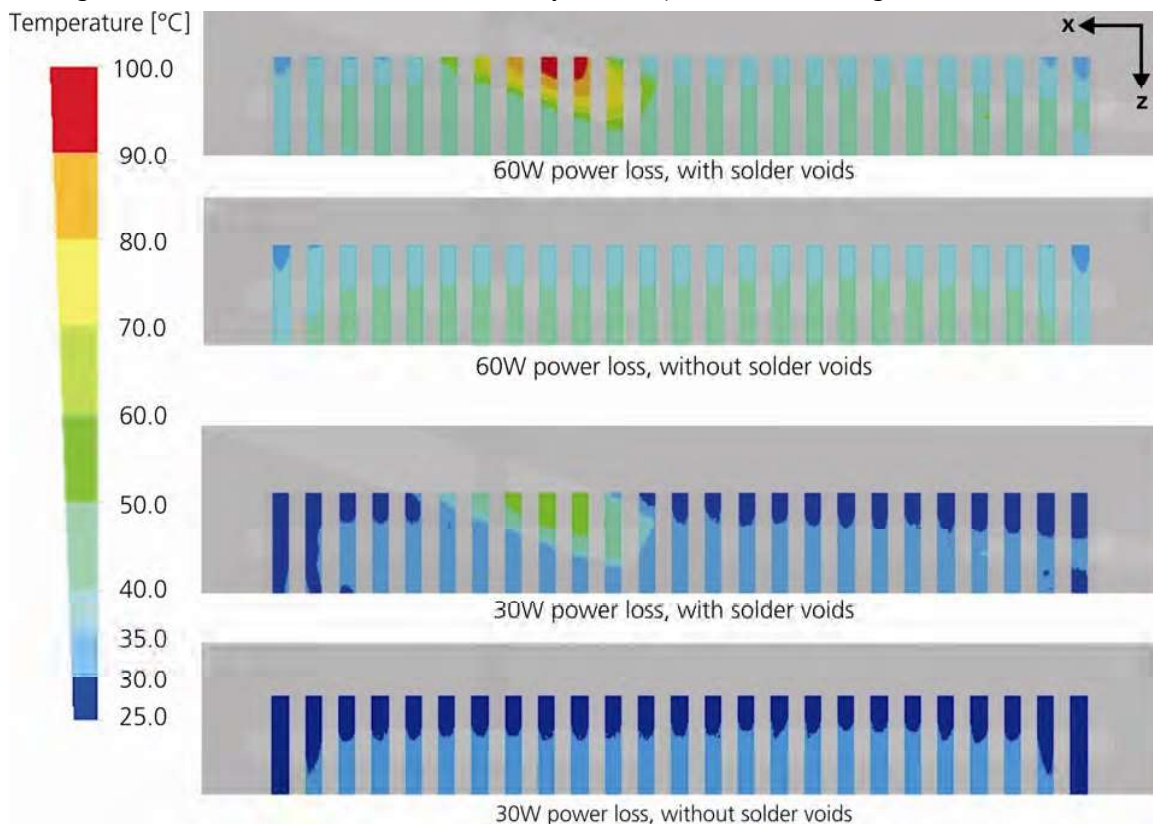 Temperature [°C]
x
z
100.0
90.0
80.0
70.0
60.0
50.0
40.0
35.0
30.0
25.0
60W power loss, with solder voids
60W power loss, without solder voids
30W power loss, with solder voids
30W power loss, without solder voids